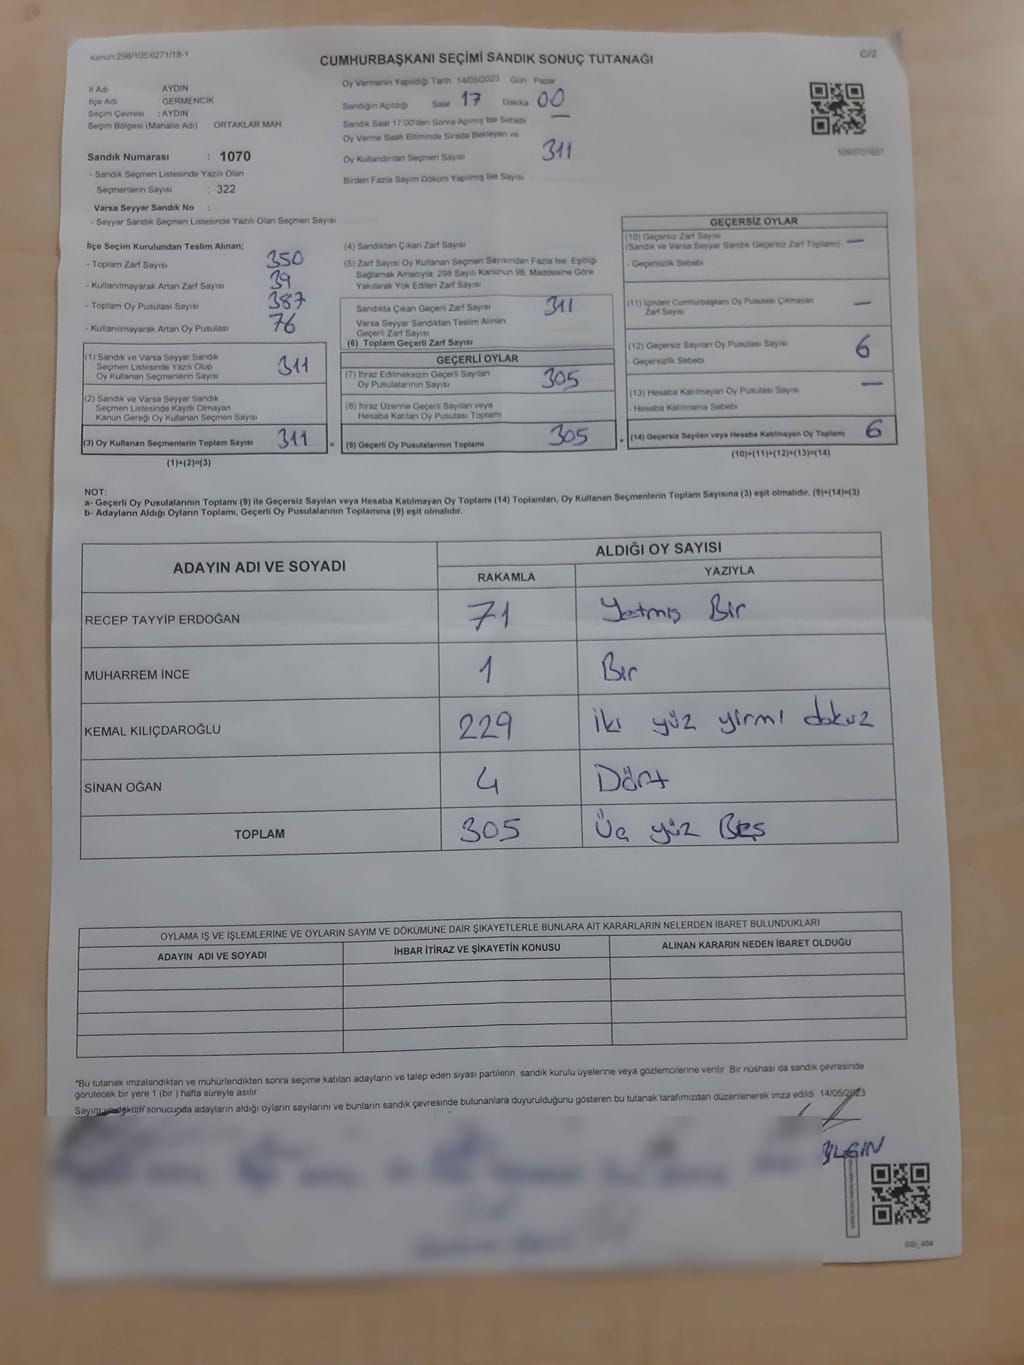 Kanun:298/105;6271/18-1
CUMHURBAŞKANI SEÇİMİ SANDIK SONUÇ TUTANAĞI
C/2
İl Adı AYDIN
İlçe Adı GERMENCİK
Seçim Çevresi : AYDIN
Seçim Bölgesi (Mahalle Adı) ORTAKLAR MAH
Sandık Numarası : 1070
- Sandık Seçmen Listesinde Yazılı Olan
Seçmenlerin Sayısı : 322
Varsa Seyyar Sandık No :
- Seyyar Sandık Seçmen Listesinde Yazılı Olan Seçmen Sayısı
Oy Vermenin Yapıldığı Tarih 14/05/2023 Gün Pazar
Sandığın Açıldığı Saat 17 Dakika 00
Sandık Saat 17:00'den Sonra Açılmış İse Sebebi —
Oy Verme Saati Bitiminde Sırada Bekleyen ve
Oy Kullandırılan Seçmen Sayısı 311
Birden Fazla Sayım Döküm Yapılmış İse Sayısı
İlçe Seçim Kurulundan Teslim Alınan;
- Toplam Zarf Sayısı 350
- Kullanılmayarak Artan Zarf Sayısı 39
- Toplam Oy Pusulası Sayısı 387
- Kullanılmayarak Artan Oy Pusulası 76
(1) Sandık ve Varsa Seyyar Sandık
Seçmen Listesinde Yazılı Olup
Oy Kullanan Seçmenlerin Sayısı 311
(2) Sandık ve Varsa Seyyar Sandık
Seçmen Listesinde Kayıtlı Olmayan
Kanun Gereği Oy Kullanan Seçmen Sayısı
(3) Oy Kullanan Seçmenlerin Toplam Sayısı 311 =
(1)+(2)=(3)
(4) Sandıktan Çıkan Zarf Sayısı
(5) Zarf Sayısı Oy Kullanan Seçmen Sayısından Fazla İse, Eşitliği
Sağlamak Amacıyla; 298 Sayılı Kanunun 98. Maddesine Göre
Yakılarak Yok Edilen Zarf Sayısı
Sandıkta Çıkan Geçerli Zarf Sayısı 311
Varsa Seyyar Sandıktan Teslim Alınan
Geçerli Zarf Sayısı
(6) Toplam Geçerli Zarf Sayısı
GEÇERLİ OYLAR
(7) İtiraz Edilmeksizin Geçerli Sayılan
Oy Pusulalarının Sayısı 305
(8) İtiraz Üzerine Geçerli Sayılan veya
Hesaba Katılan Oy Pusulası Toplamı
(9) Geçerli Oy Pusulalarının Toplamı 305 +
GEÇERSİZ OYLAR
(10) Geçersiz Zarf Sayısı
(Sandık ve Varsa Seyyar Sandık Geçersiz Zarf Toplamı) —
- Geçersizlik Sebebi
(11) İçinden Cumhurbaşkanı Oy Pusulası Çıkmayan
Zarf Sayısı —
(12) Geçersiz Sayılan Oy Pusulası Sayısı 6
- Geçersizlik Sebebi
(13) Hesaba Katılmayan Oy Pusulası Sayısı —
- Hesaba Katılmama Sebebi
(14) Geçersiz Sayılan veya Hesaba Katılmayan Oy Toplamı 6
(10)+(11)+(12)+(13)=(14)
NOT:
a- Geçerli Oy Pusulalarının Toplamı (9) ile Geçersiz Sayılan veya Hesaba Katılmayan Oy Toplamı (14) Toplamları, Oy Kullanan Seçmenlerin Toplam Sayısına (3) eşit olmalıdır. (9)+(14)=(3)
b- Adayların Aldığı Oyların Toplamı, Geçerli Oy Pusulalarının Toplamına (9) eşit olmalıdır.
ADAYIN ADI VE SOYADI
ALDIĞI OY SAYISI
RAKAMLA YAZIYLA
RECEP TAYYİP ERDOĞAN 71 Yetmiş Bir
MUHARREM İNCE 1 Bir
KEMAL KILIÇDAROĞLU 229 iki yüz yirmi dokuz
SİNAN OĞAN 4 Dört
TOPLAM 305 Üç yüz Beş
OYLAMA İŞ VE İŞLEMLERİNE VE OYLARIN SAYIM VE DÖKÜMÜNE DAİR ŞİKAYETLERLE BUNLARA AİT KARARLARIN NELERDEN İBARET BULUNDUKLARI
ADAYIN ADI VE SOYADI İHBAR İTİRAZ VE ŞİKAYETİN KONUSU ALINAN KARARIN NEDEN İBARET OLDUĞU
*Bu tutanak imzalandıktan ve mühürlendikten sonra seçime katılan adayların ve talep eden siyasi partilerin sandık kurulu üyelerine veya gözlemcilerine verilir. Bir nüshası da sandık çevresinde
görülecek bir yere 1 (bir) hafta süreyle asılır.
Sayım ve döküm sonucunda adayların aldığı oyların sayılarını ve bunların sandık çevresinde bulunanlara duyurulduğunu gösteren bu tutanak tarafımızdan düzenlenerek imza edildi 14/05/2023
BİLGİN